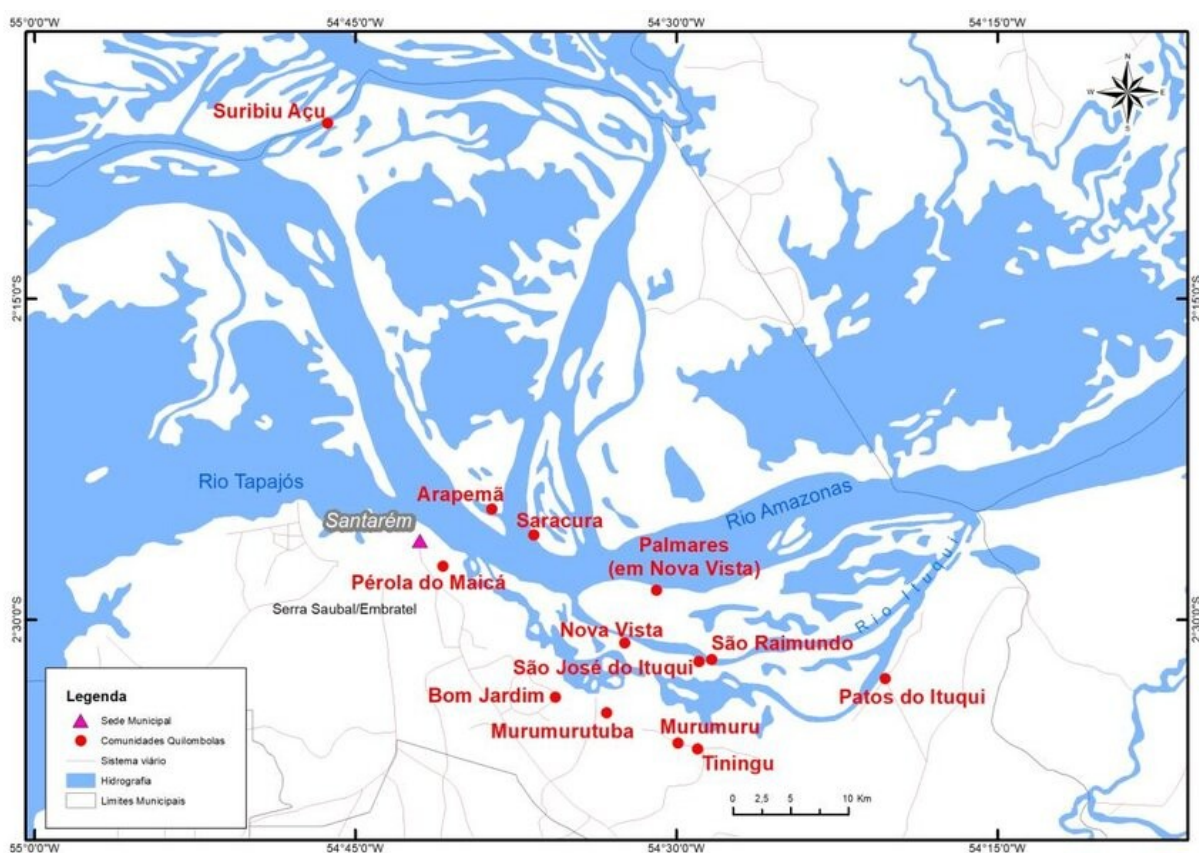 55°0'0"W
54°45'0"W
54°30'0"W
54°15'0"W
N
W E
S
Suribiu Açu
2°15'0"S
2°15'0"S
Rio Tapajós
Arapemã
Rio Amazonas
Santarém
Saracura
Palmares
(em Nova Vista)
Pérola do Maicá
Rio Ituqui
Serra Saubal/Embratel
2°30'0"S
2°30'0"S
Nova Vista
São Raimundo
São José do Ituqui
Patos do Ituqui
Bom Jardim
Murumurutuba
Murumuru
Tiningu
Legenda
Sede Municipal
Comunidades Quilombolas
Sistema viário
Hidrografia
Limites Municipais
0 2,5 5 10 Km
55°0'0"W
54°45'0"W
54°30'0"W
54°15'0"W